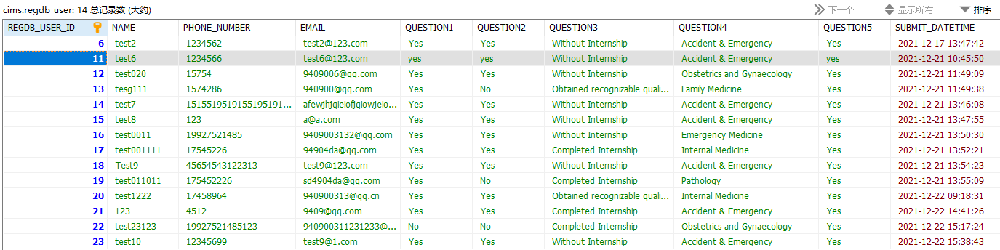 cims.regdb_user: 14 总记录数 (大约) 下一个 显示所有 排序
REGDB_USER_ID NAME PHONE_NUMBER EMAIL QUESTION1 QUESTION2 QUESTION3 QUESTION4 QUESTION5 SUBMIT_DATETIME
6 test2 1234562 test2@123.com Yes Yes Without Internship Accident & Emergency Yes 2021-12-17 13:47:42
11 test6 1234566 test6@123.com yes yes Without Internship Accident & Emergency yes 2021-12-21 10:45:50
12 test020 15754 9409006@qq.com Yes Yes Without Internship Obstetrics and Gynaecology Yes 2021-12-21 11:49:09
13 tesg111 1574286 940900@qq.com Yes No Obtained recognizable quali... Family Medicine Yes 2021-12-21 11:49:38
14 test7 1515519519155195191... afewjhjqieiofjqiowjeio... Yes Yes Without Internship Accident & Emergency Yes 2021-12-21 13:46:08
15 test8 123 a@a.com Yes Yes Without Internship Accident & Emergency Yes 2021-12-21 13:47:55
16 test0011 19927521485 9409003132@qq.com Yes Yes Without Internship Emergency Medicine Yes 2021-12-21 13:50:30
17 test001111 17545226 94904da@qq.com Yes Yes Completed Internship Internal Medicine Yes 2021-12-21 13:52:21
18 Test9 45654543122313 test9@123.com Yes Yes Without Internship Accident & Emergency Yes 2021-12-21 13:54:23
19 test011011 175452226 sd4904da@qq.com Yes No Completed Internship Pathology Yes 2021-12-21 13:55:09
20 test1222 17458964 940900313@qq.cn Yes Yes Obtained recognizable quali... Internal Medicine Yes 2021-12-22 09:18:31
21 123 4512 9409@qq.com Yes Yes Completed Internship Accident & Emergency Yes 2021-12-22 14:41:26
22 test23123 19927521485123 940900311231233@... No No Completed Internship Obstetrics and Gynaecology Yes 2021-12-22 15:17:24
23 test10 12345699 test9@1.com Yes Yes Without Internship Accident & Emergency Yes 2021-12-22 15:38:43